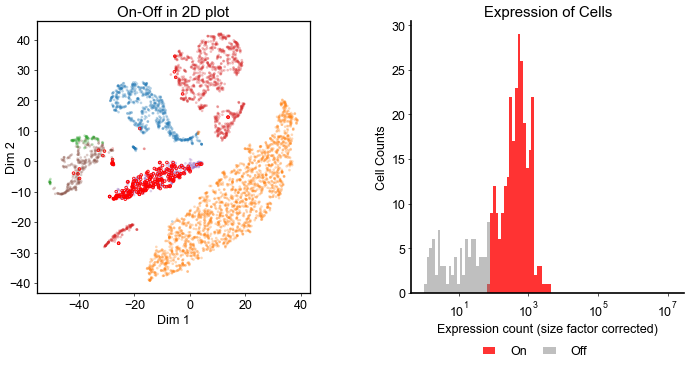 On-Off in 2D plot
40
30
20
10
0
−10
−20
−30
−40
Dim 2
−40 −20 0 20 40
Dim 1
Expression of Cells
30
25
20
15
10
5
0
Cell Counts
10^1 10^3 10^5 10^7
Expression count (size factor corrected)
On Off